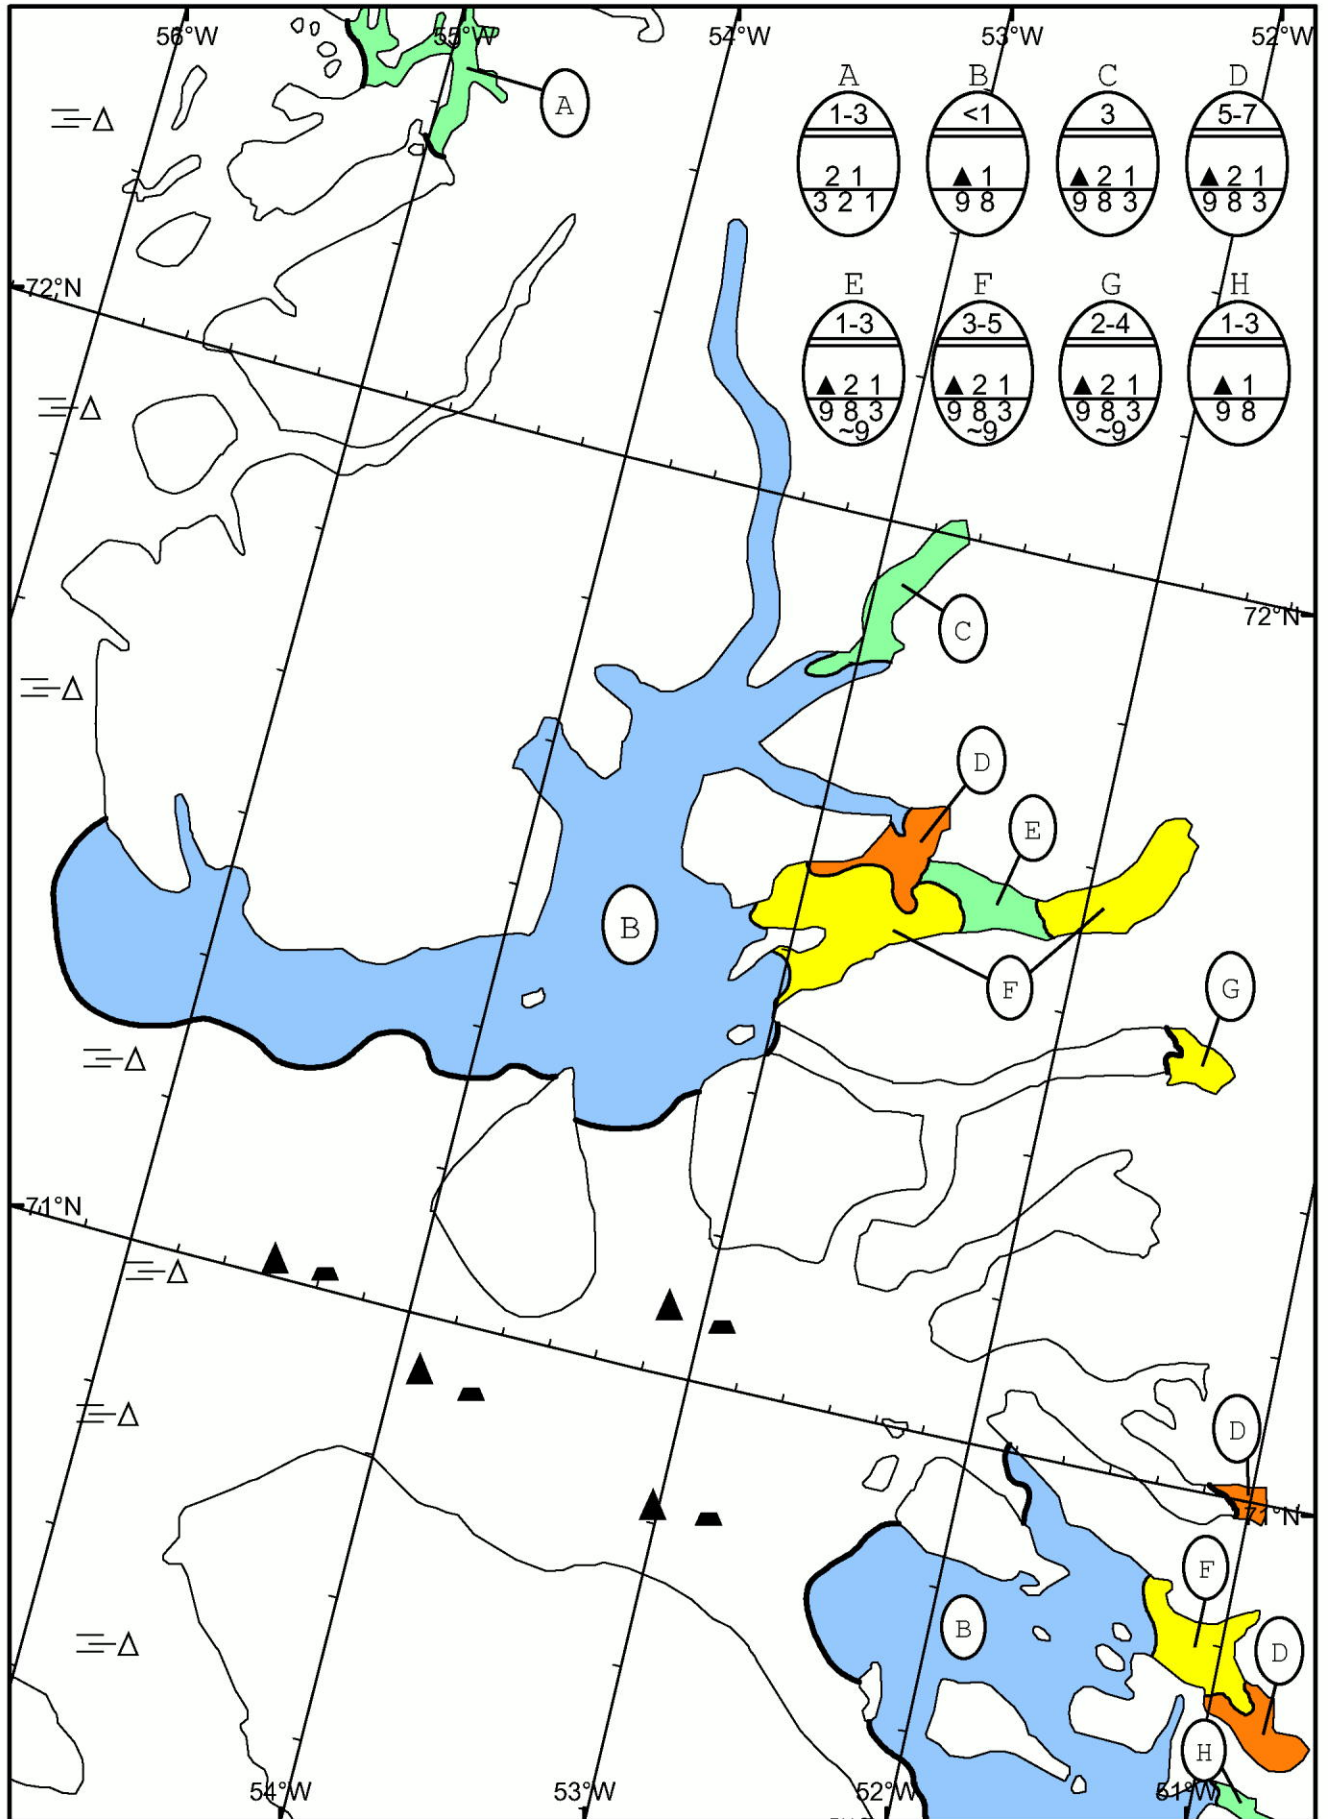 56°W 55°W 54°W 53°W 52°W
A B C D
1-3 <1 3 5-7
2 1 ▲ 1 ▲ 2 1 ▲ 2 1
3 2 1 9 8 9 8 3 9 8 3
A
72°N
E F G H
1-3 3-5 2-4 1-3
▲ 2 1 ▲ 2 1 ▲ 2 1 ▲ 1
9 8 3 9 8 3 9 8 3 9 8
~9 ~9 ~9
C
72°N
D
E
B
F
G
71°N
D
71°N
F
B
D
H
54°W 53°W 52°W 51°W